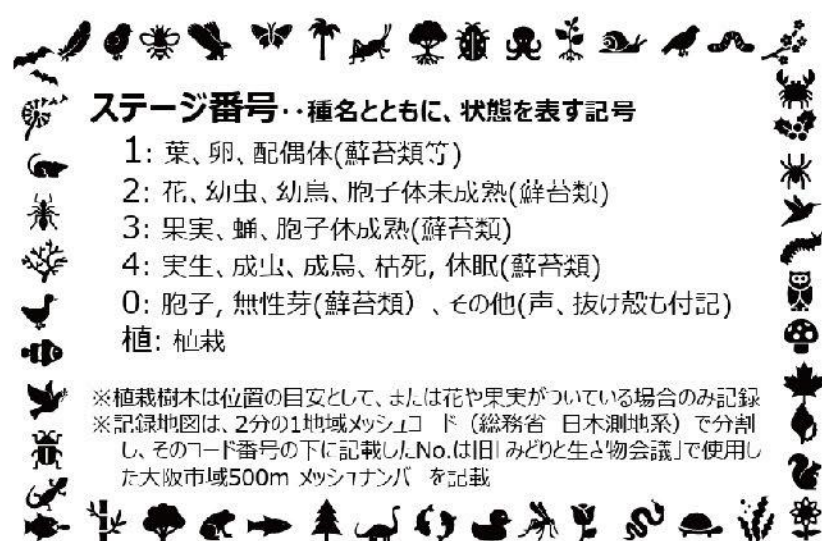 ステージ番号‥種名とともに、状態を表す記号
1: 葉、卵、配偶体(蘚苔類等)
2: 花、幼虫、幼鳥、胞子体未成熟(蘚苔類)
3: 果実、蛹、胞子体成熟(蘚苔類)
4: 実生、成虫、成鳥、枯死, 休眠(蘚苔類)
0: 胞子, 無性芽(蘚苔類) 、その他(声、抜け殻も付記)
植: 植栽
※植栽樹木は位置の目安として、または花や果実がついている場合のみ記録
※記録地図は、2分の1地域メッシュコード（総務省 日本測地系）で分割
し、そのコード番号の下に記載したNo.は旧「みどりと生き物会議」で使用し
た大阪市域500m メッシュナンバーを記載